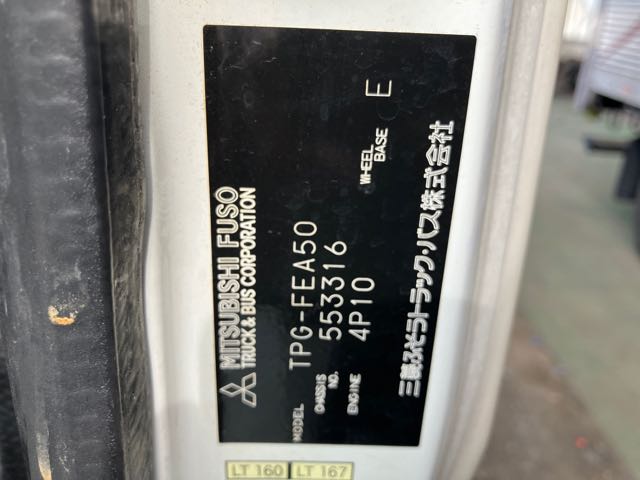 MITSUBISHI FUSO
TRUCK & BUS CORPORATION
MODEL TPG-FEA50
CHASSIS NO. 553316
ENGINE 4P10 WHEEL BASE E
三菱ふそうトラック・バス株式会社
LT 160 LT 167